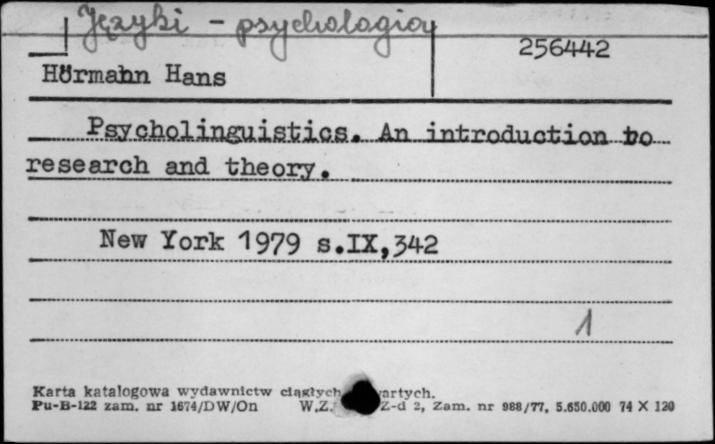 Języki - psychologia
256442
Hörmann Hans
Psycholinguistics. An introduction to
research and theory.
New York 1979 s.IX,342
1
Karta katalogowa wydawnictw ciągłych
Pu-B-122 zam. nr 1674/DW/On W.Z. Z-d 2, Zam. nr 988/77, 5.650.000 74 X 120